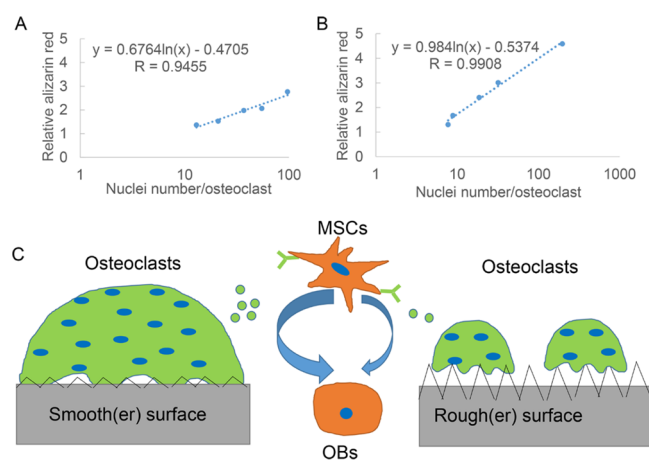 A
y = 0.6764ln(x) - 0.4705
R = 0.9455
Relative alizarin red
5
4
3
2
1
0
1
10
100
Nuclei number/osteoclast
B
y = 0.984ln(x) - 0.5374
R = 0.9908
Relative alizarin red
5
4
3
2
1
0
1
10
100
1000
Nuclei number/osteoclast
C
MSCs
Osteoclasts
Osteoclasts
Smooth(er) surface
Rough(er) surface
OBs